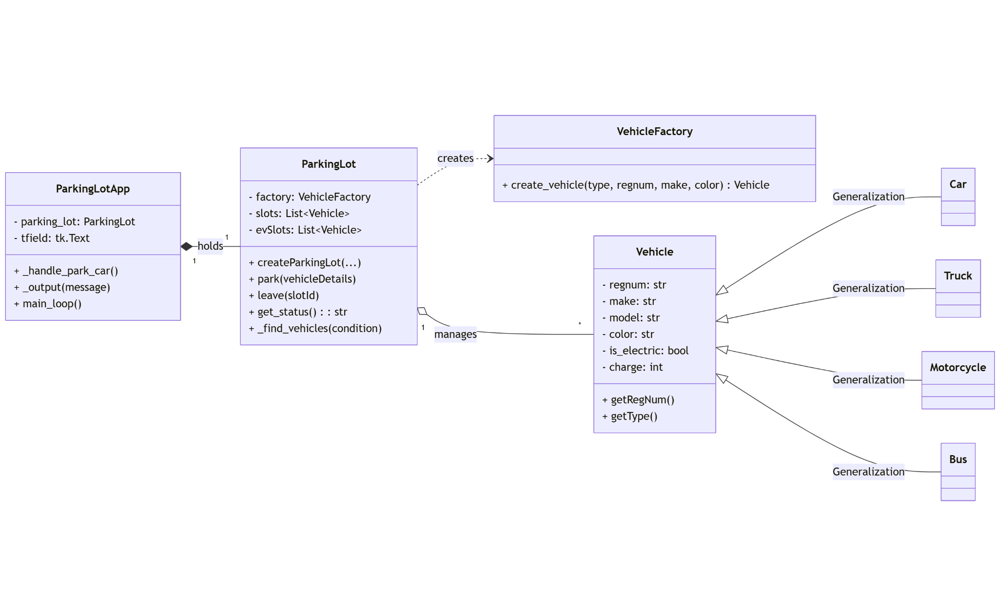 ParkingLotApp
- parking_lot: ParkingLot
- tfield: tk.Text
+ _handle_park_car()
+ _output(message)
+ main_loop()
holds
1
1
ParkingLot
- factory: VehicleFactory
- slots: List<Vehicle>
- evSlots: List<Vehicle>
+ createParkingLot(...)
+ park(vehicleDetails)
+ leave(slotId)
+ get_status() : : str
+ _find_vehicles(condition)
creates
VehicleFactory
+ create_vehicle(type, regnum, make, color) : Vehicle
1
manages
*
Vehicle
- regnum: str
- make: str
- model: str
- color: str
- is_electric: bool
- charge: int
+ getRegNum()
+ getType()
Generalization
Car
Generalization
Truck
Generalization
Motorcycle
Generalization
Bus